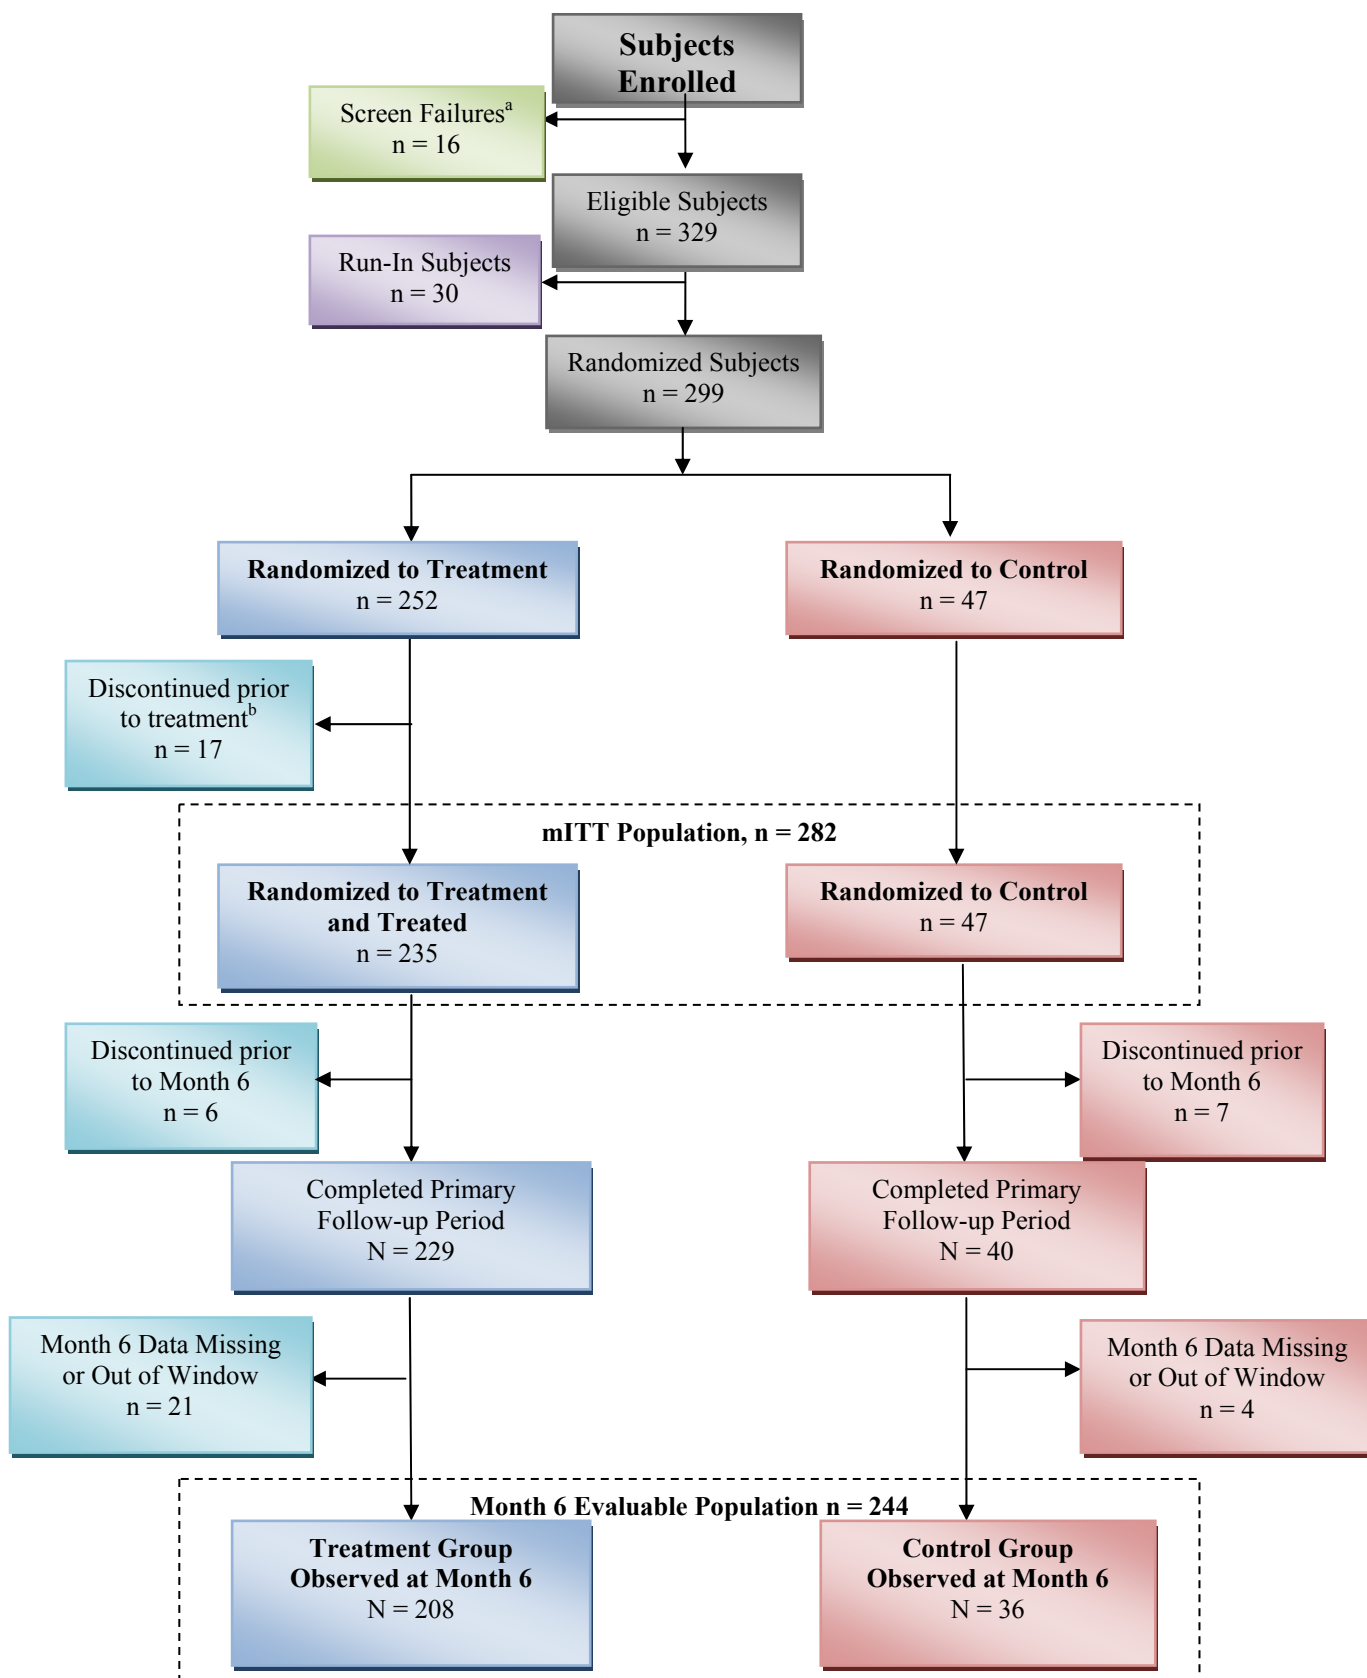 Subjects
Enrolled
Screen Failuresᵃ
n = 16
Eligible Subjects
n = 329
Run-In Subjects
n = 30
Randomized Subjects
n = 299
Randomized to Treatment
n = 252
Randomized to Control
n = 47
Discontinued prior
to treatmentᵇ
n = 17
mITT Population, n = 282
Randomized to Treatment
and Treated
n = 235
Randomized to Control
n = 47
Discontinued prior
to Month 6
n = 6
Discontinued prior
to Month 6
n = 7
Completed Primary
Follow-up Period
N = 229
Completed Primary
Follow-up Period
N = 40
Month 6 Data Missing
or Out of Window
n = 21
Month 6 Data Missing
or Out of Window
n = 4
Month 6 Evaluable Population n = 244
Treatment Group
Observed at Month 6
N = 208
Control Group
Observed at Month 6
N = 36